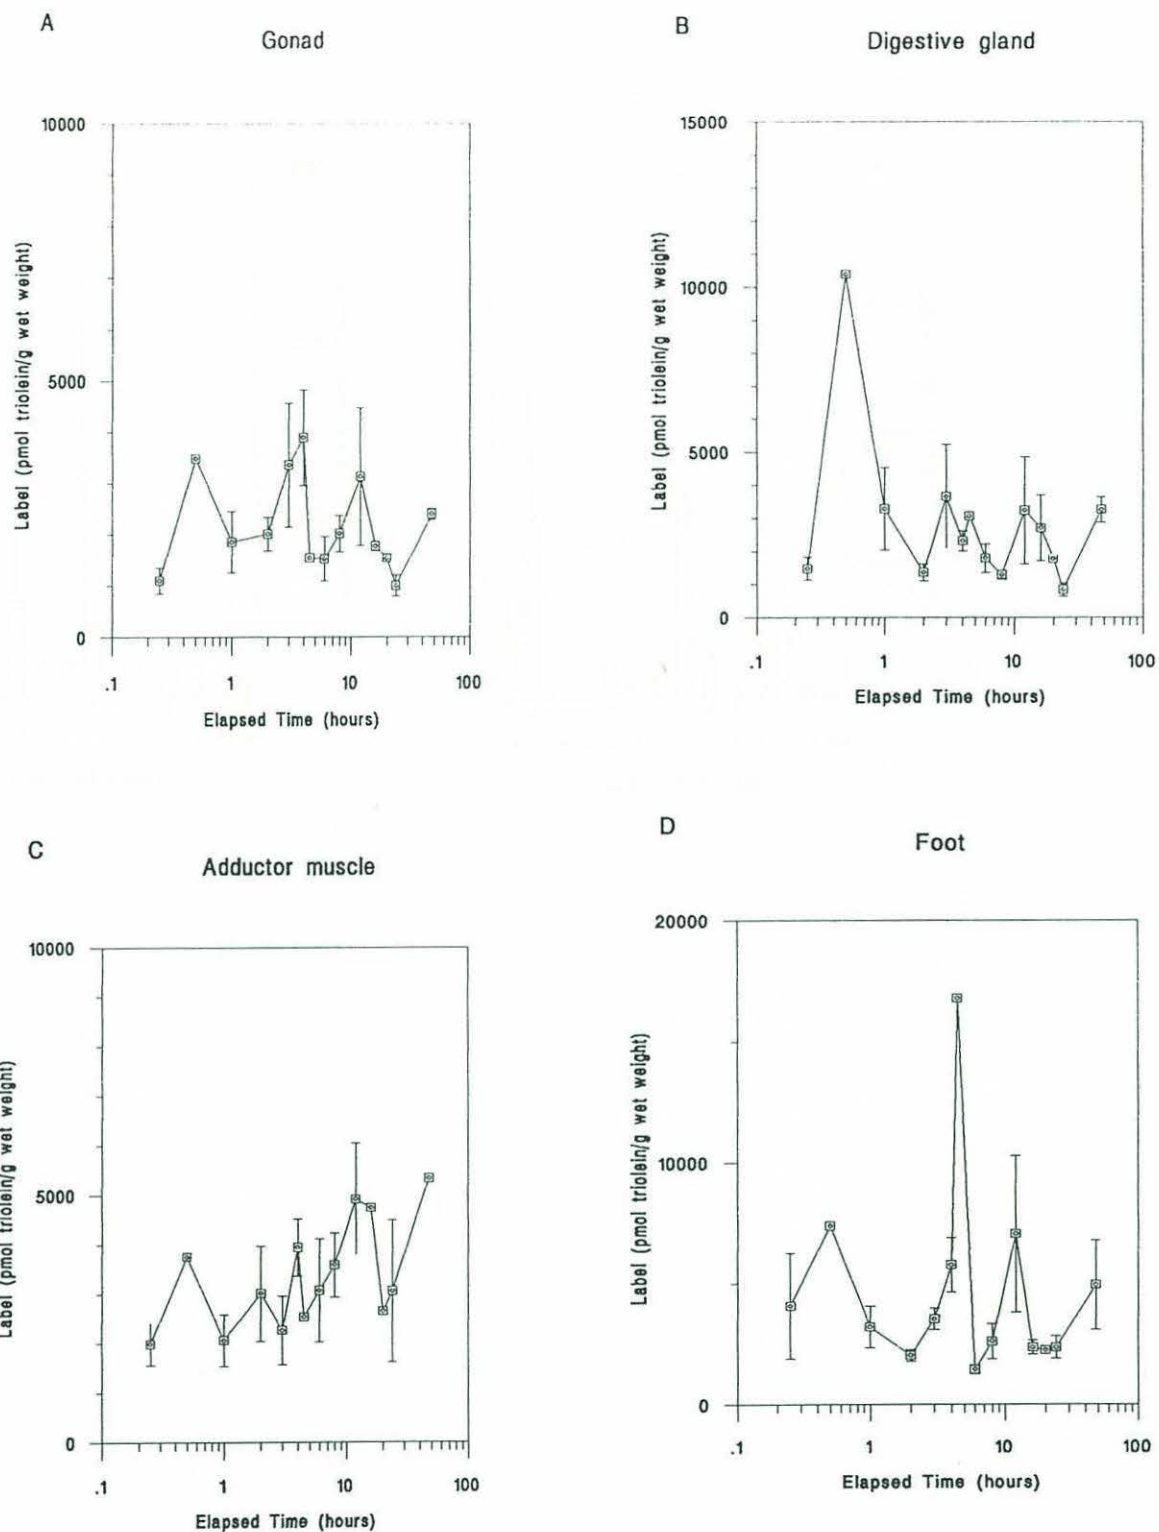 A
Gonad
10000
5000
0
Label (pmol triolein/g wet weight)
.1
1
10
100
Elapsed Time (hours)
B
Digestive gland
15000
10000
5000
0
Label (pmol triolein/g wet weight)
.1
1
10
100
Elapsed Time (hours)
C
Adductor muscle
10000
5000
0
Label (pmol triolein/g wet weight)
.1
1
10
100
Elapsed Time (hours)
D
Foot
20000
10000
0
Label (pmol triolein/g wet weight)
.1
1
10
100
Elapsed Time (hours)